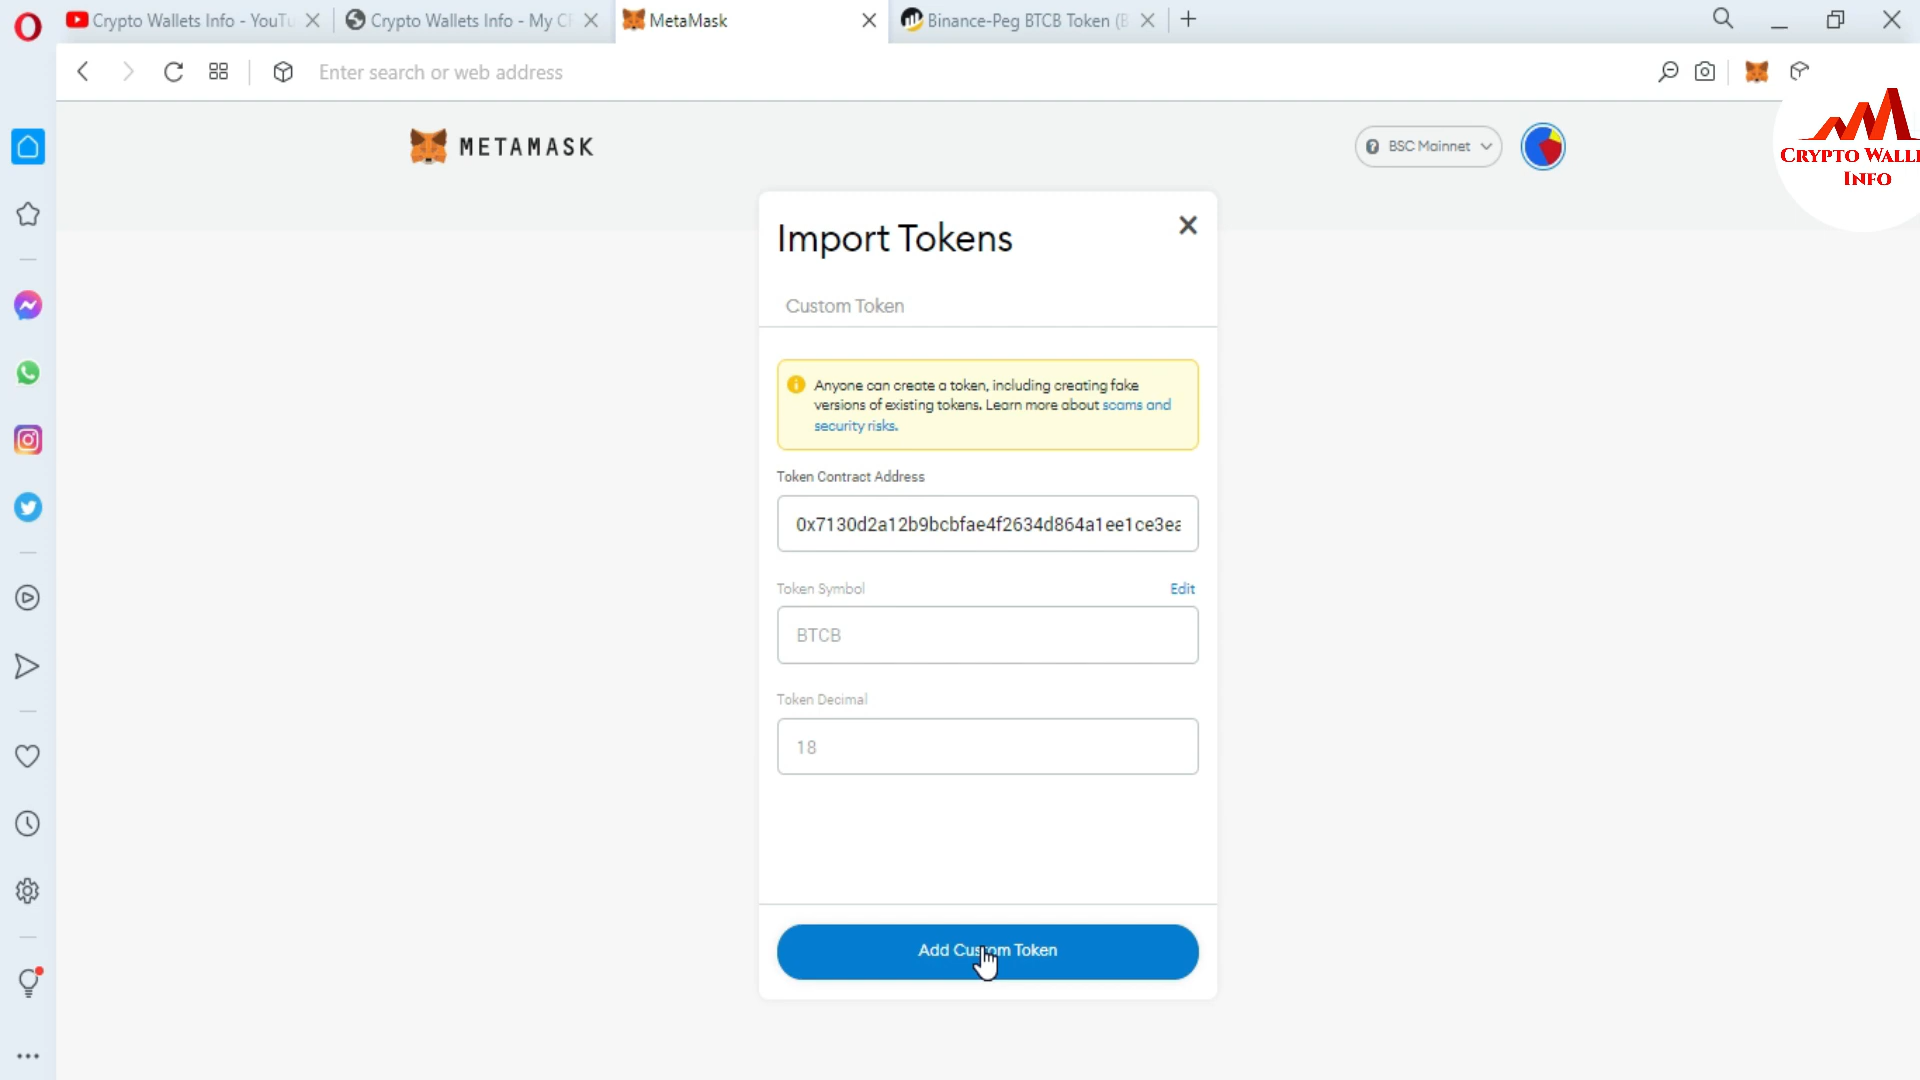 Crypto Wallets Info - YouTu
Crypto Wallets Info - My C
MetaMask
Binance-Peg BTCB Token (B
Enter search or web address
METAMASK
BSC Mainnet
CRYPTO WALL
INFO
Import Tokens
Custom Token
Anyone can create a token, including creating fake
versions of existing tokens. Learn more about scams and
security risks.
Token Contract Address
0x7130d2a12b9bcbfae4f2634d864a1ee1ce3ea
Token Symbol
Edit
BTCB
Token Decimal
18
Add Custom Token